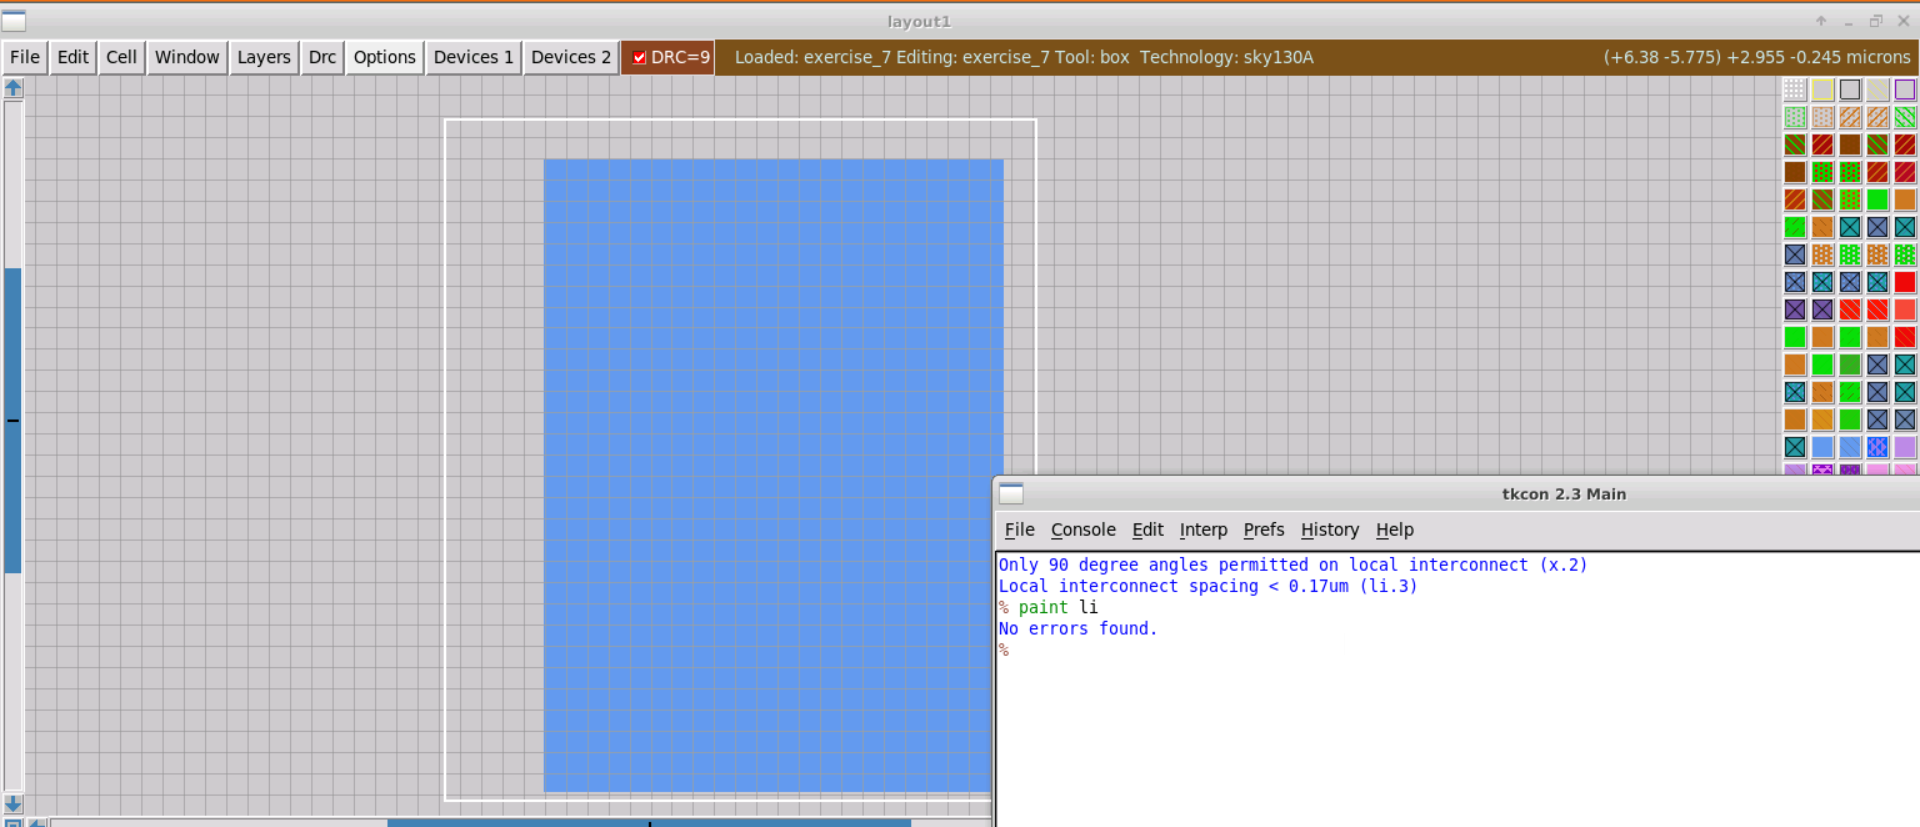 layout1
File Edit Cell Window Layers Drc Options Devices 1 Devices 2 DRC=9 Loaded: exercise_7 Editing: exercise_7 Tool: box Technology: sky130A (+6.38 -5.775) +2.955 -0.245 microns
tkcon 2.3 Main
File Console Edit Interp Prefs History Help
Only 90 degree angles permitted on local interconnect (x.2)
Local interconnect spacing < 0.17um (li.3)
% paint li
No errors found.
%